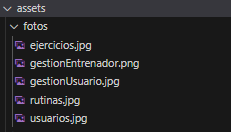 assets
fotos
ejercicios.jpg
gestionEntrenador.png
gestionUsuario.jpg
rutinas.jpg
usuarios.jpg